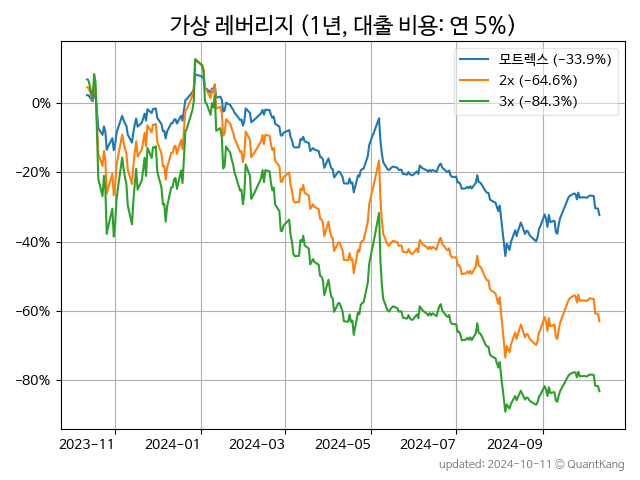 가상 레버리지 (1년, 대출 비용: 연 5%)
모트렉스 (−33.9%)
2x (−64.6%)
3x (−84.3%)
0%
−20%
−40%
−60%
−80%
2023-11 2024-01 2024-03 2024-05 2024-07 2024-09
updated: 2024-10-11 © QuantKang